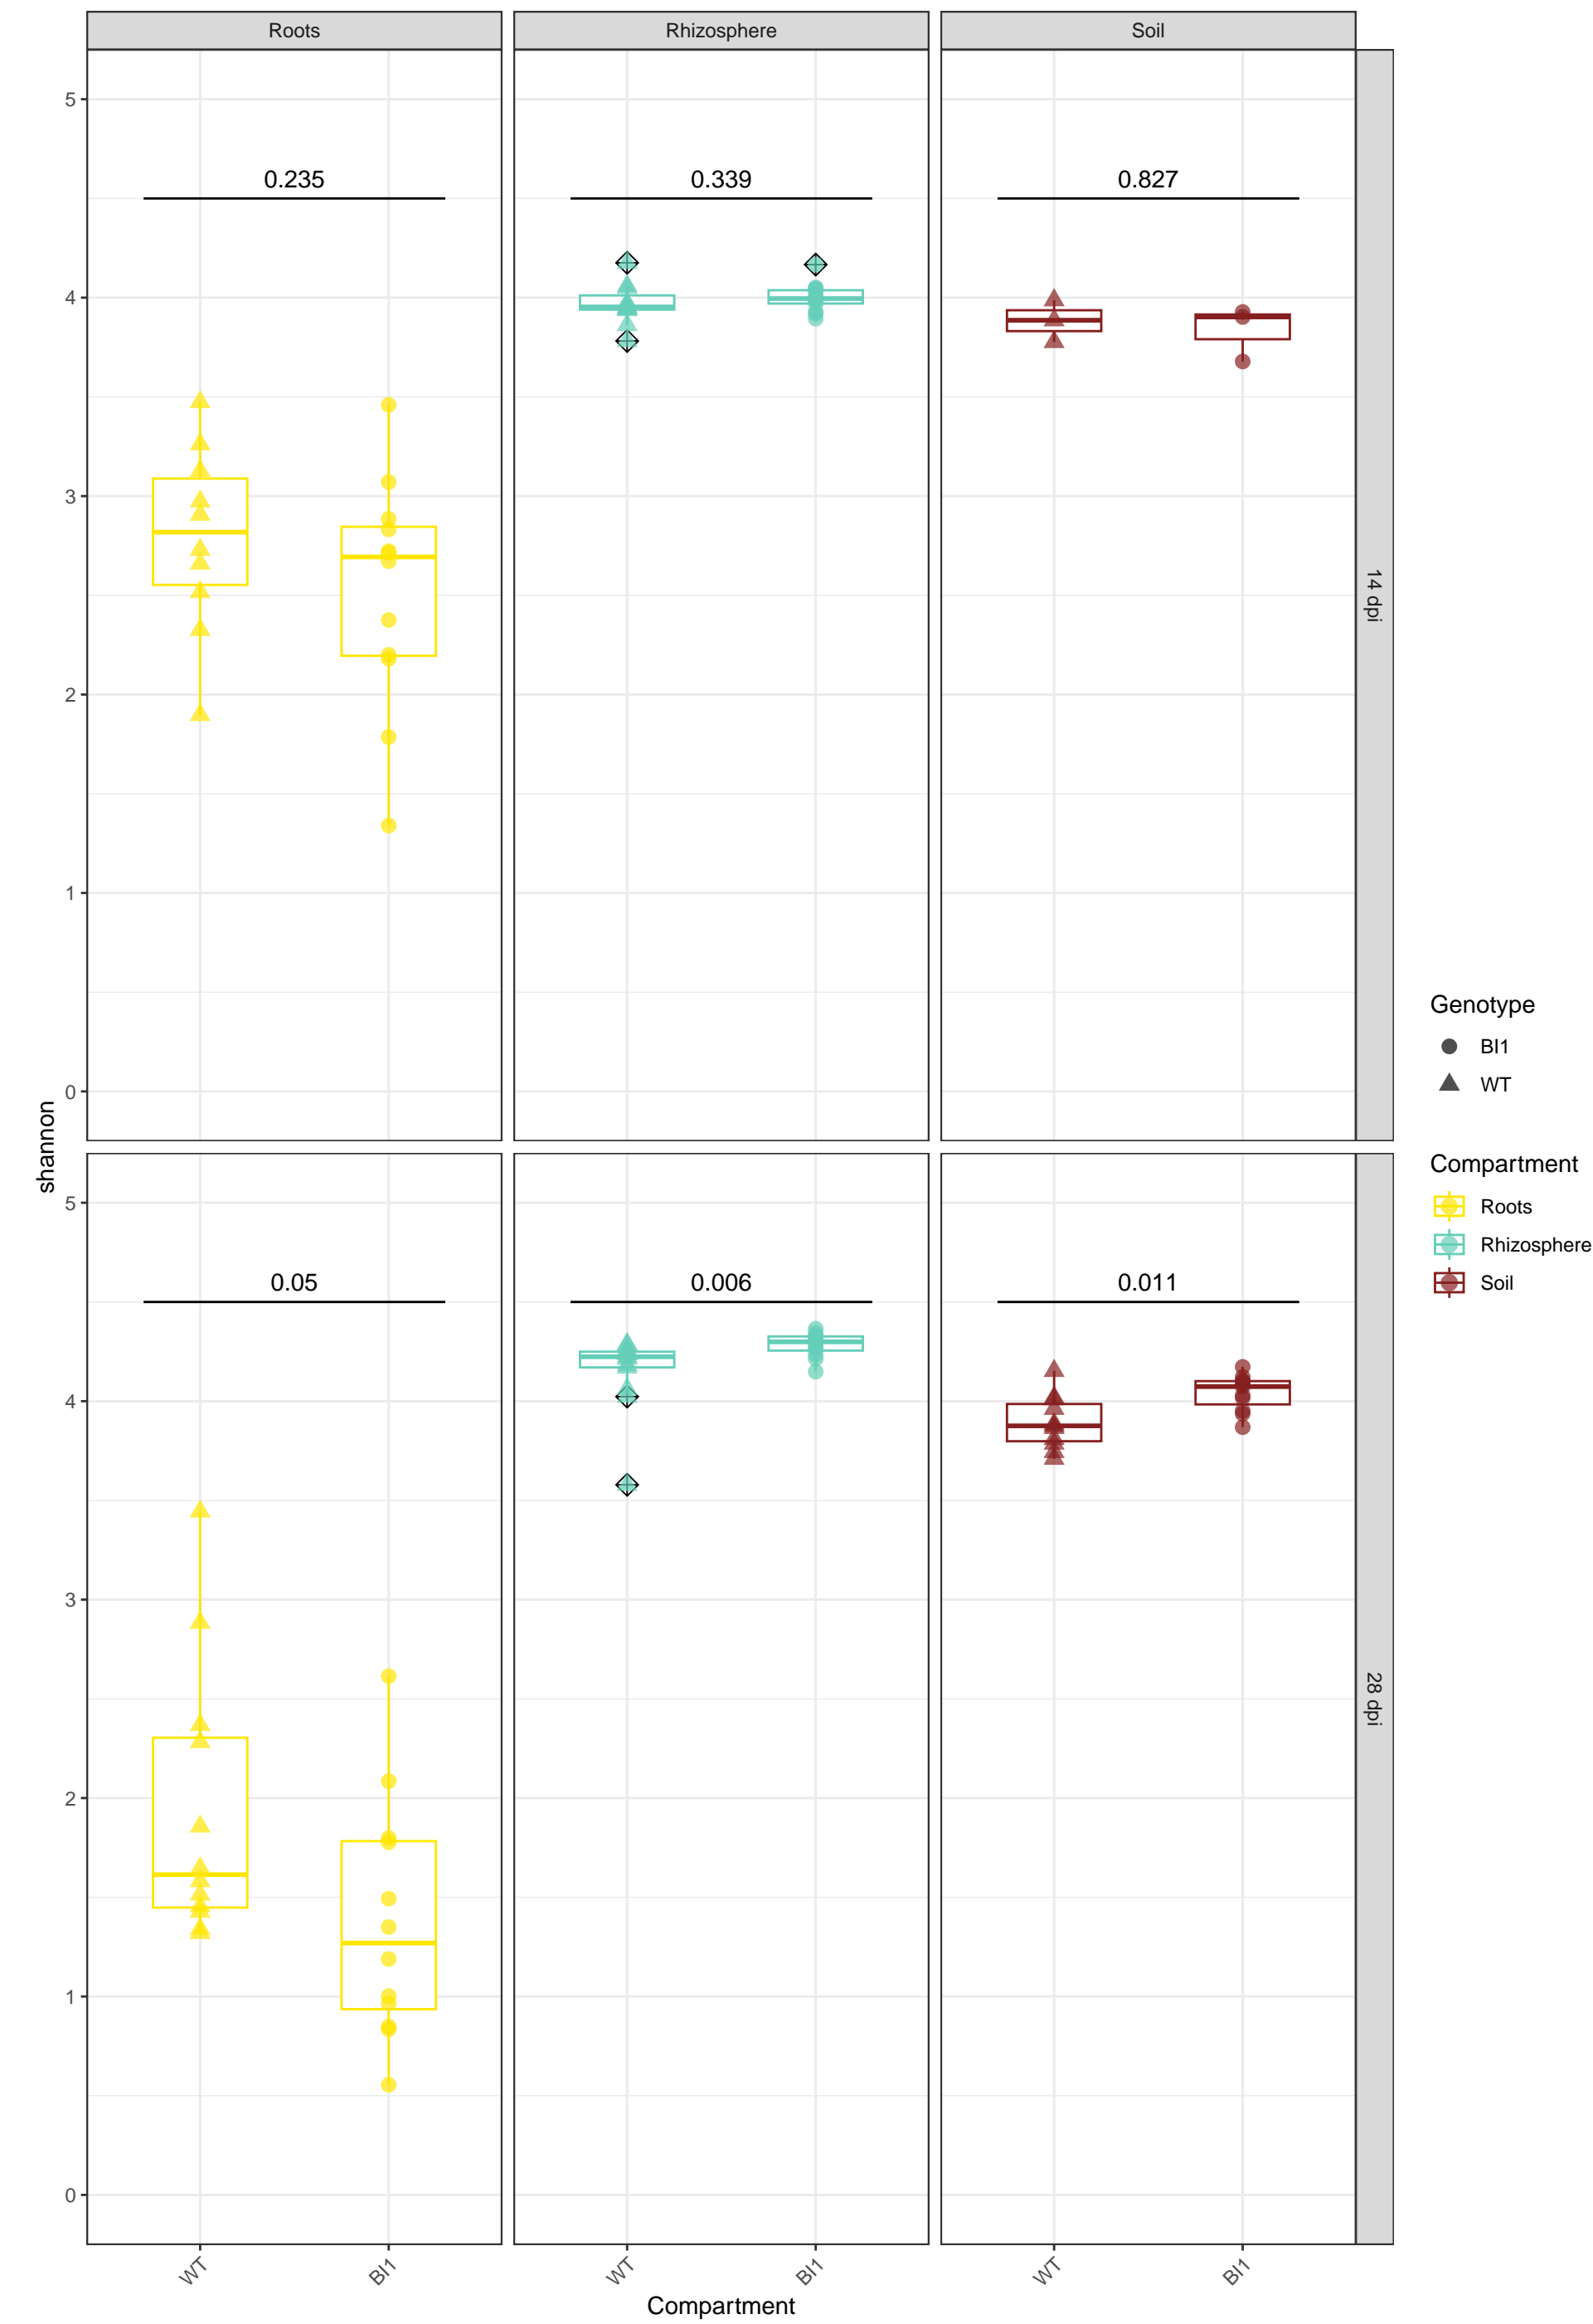 Roots
Rhizosphere
Soil
5
4
3
2
1
0
0.235
0.339
0.827
14 dpi
shannon
5
4
3
2
1
0
0.05
0.006
0.011
28 dpi
WT
BI1
WT
BI1
WT
BI1
Compartment
Genotype
BI1
WT
Compartment
Roots
Rhizosphere
Soil